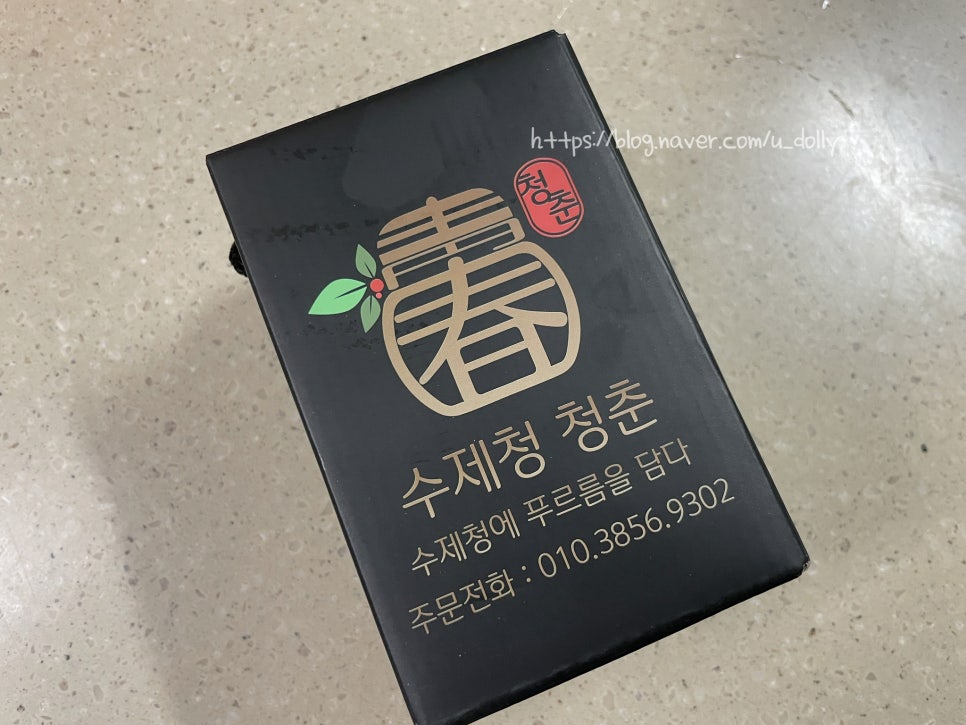 https://blog.naver.com/u_dolly
청춘
靑春
수제청 청춘
수제청에 푸르름을 담다
주문전화 : 010.3856.9302